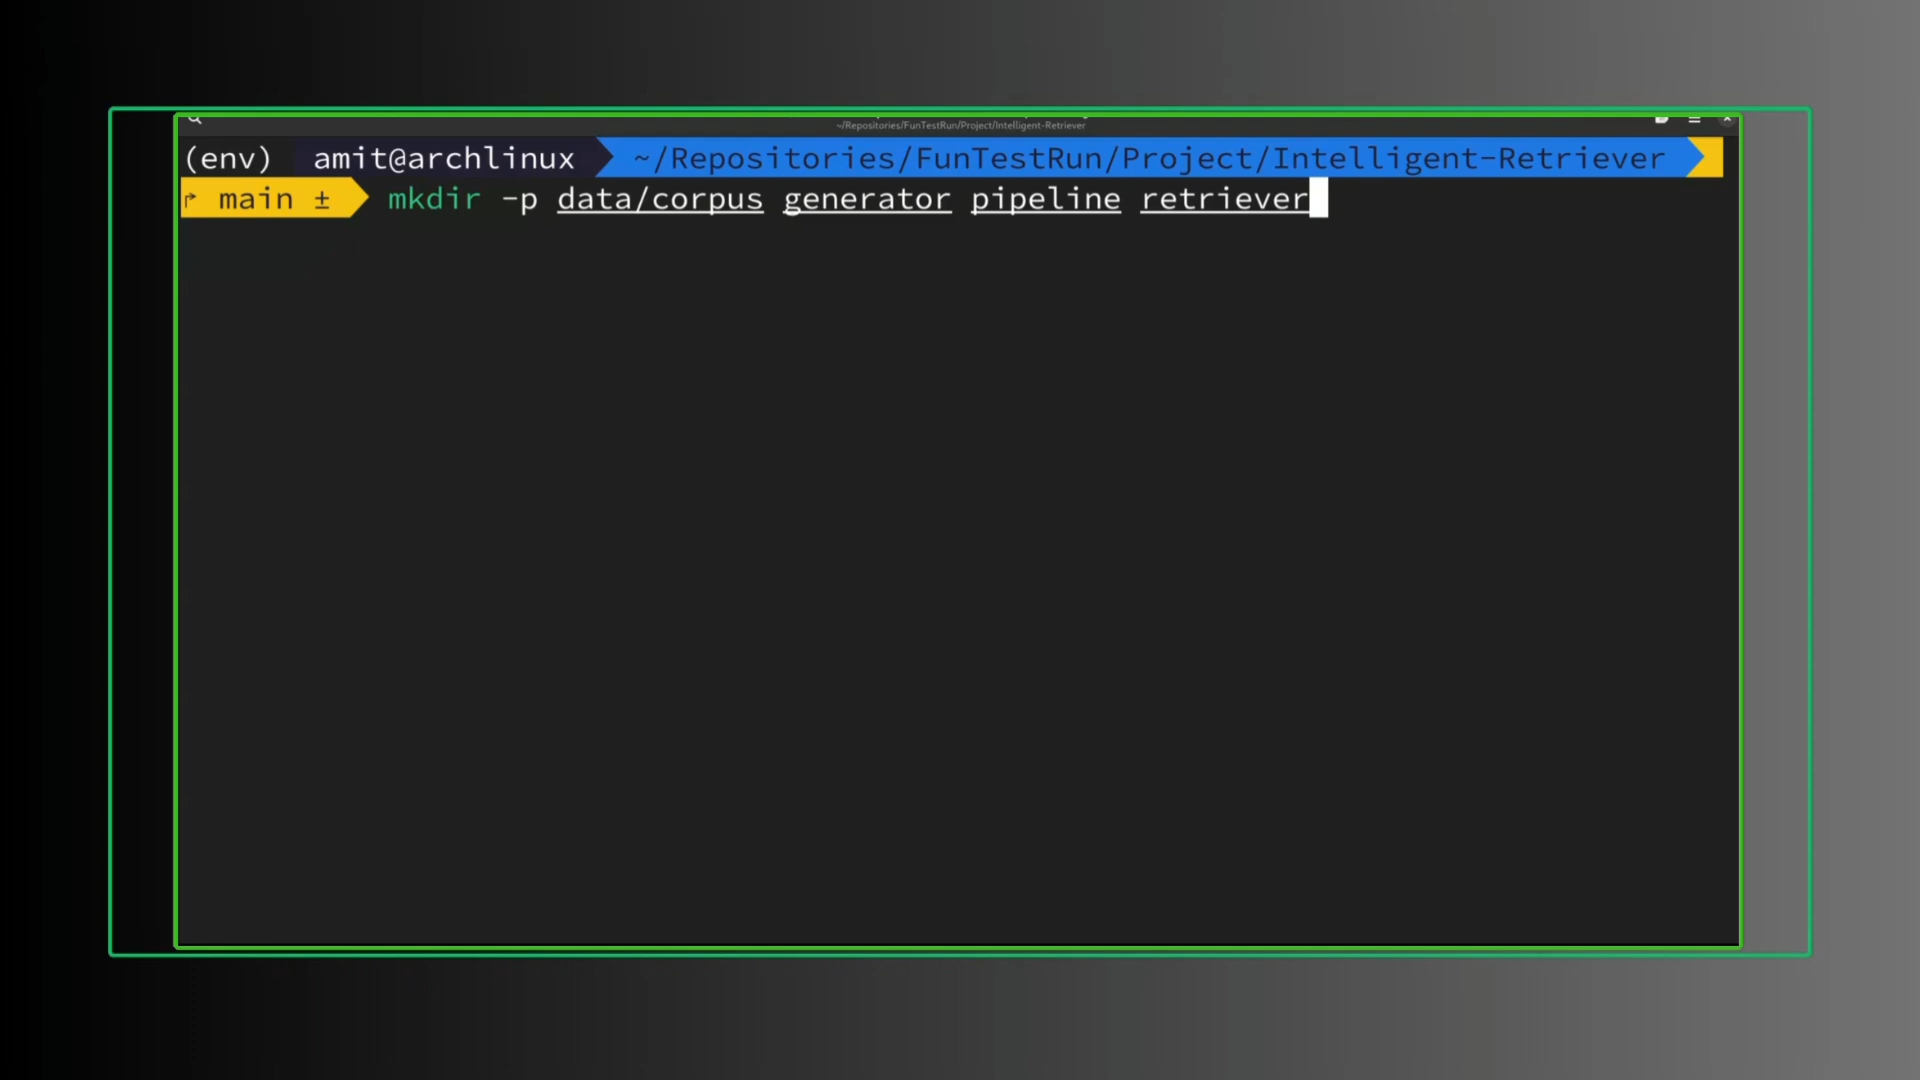 ~/Repositories/FunTestRun/Project/Intelligent-Retriever
(env) amit@archlinux ~/Repositories/FunTestRun/Project/Intelligent-Retriever
main ± mkdir -p data/corpus generator pipeline retriever